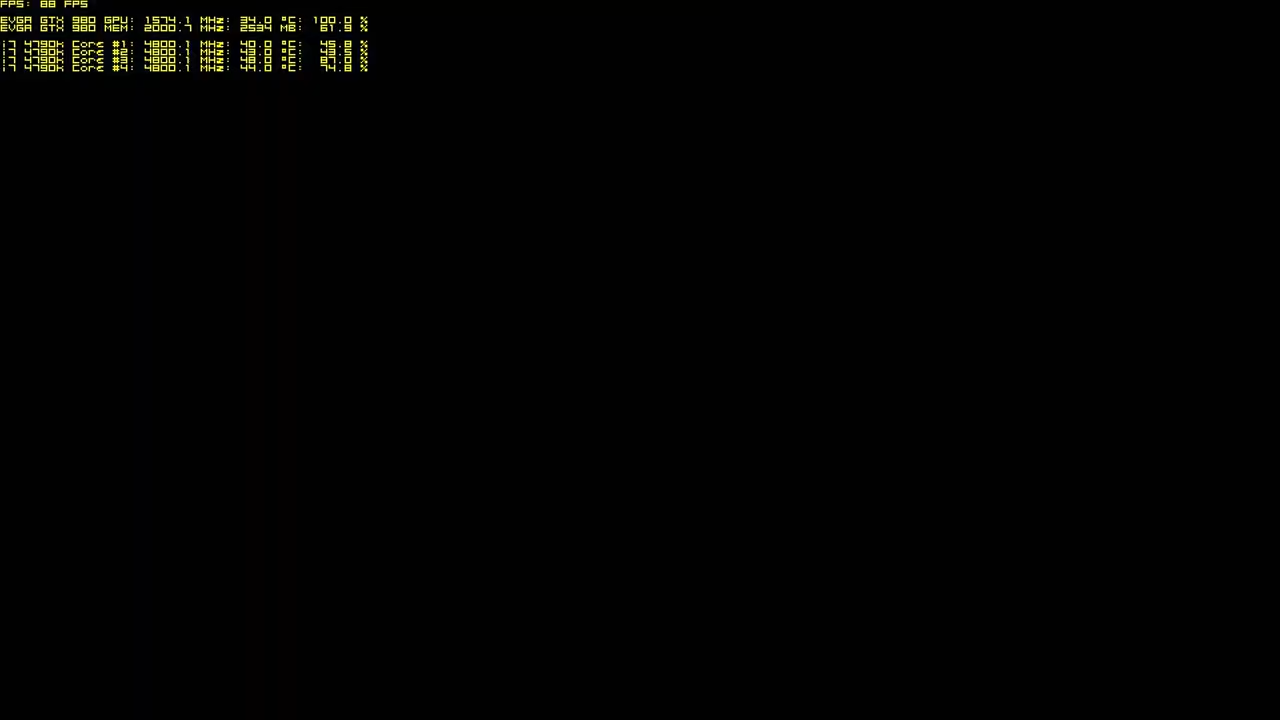 FPS: 88 FPS
EVGA GTX 980 GPU: 1574.1 MHz: 34.0 °C: 100.0 %
EVGA GTX 980 MEM: 2000.7 MHz: 2534 MB: 61.9 %
i7 4790k Core #1: 4800.1 MHz: 40.0 °C: 45.8 %
i7 4790k Core #2: 4800.1 MHz: 43.0 °C: 43.5 %
i7 4790k Core #3: 4800.1 MHz: 48.0 °C: 87.0 %
i7 4790k Core #4: 4800.1 MHz: 44.0 °C: 74.8 %